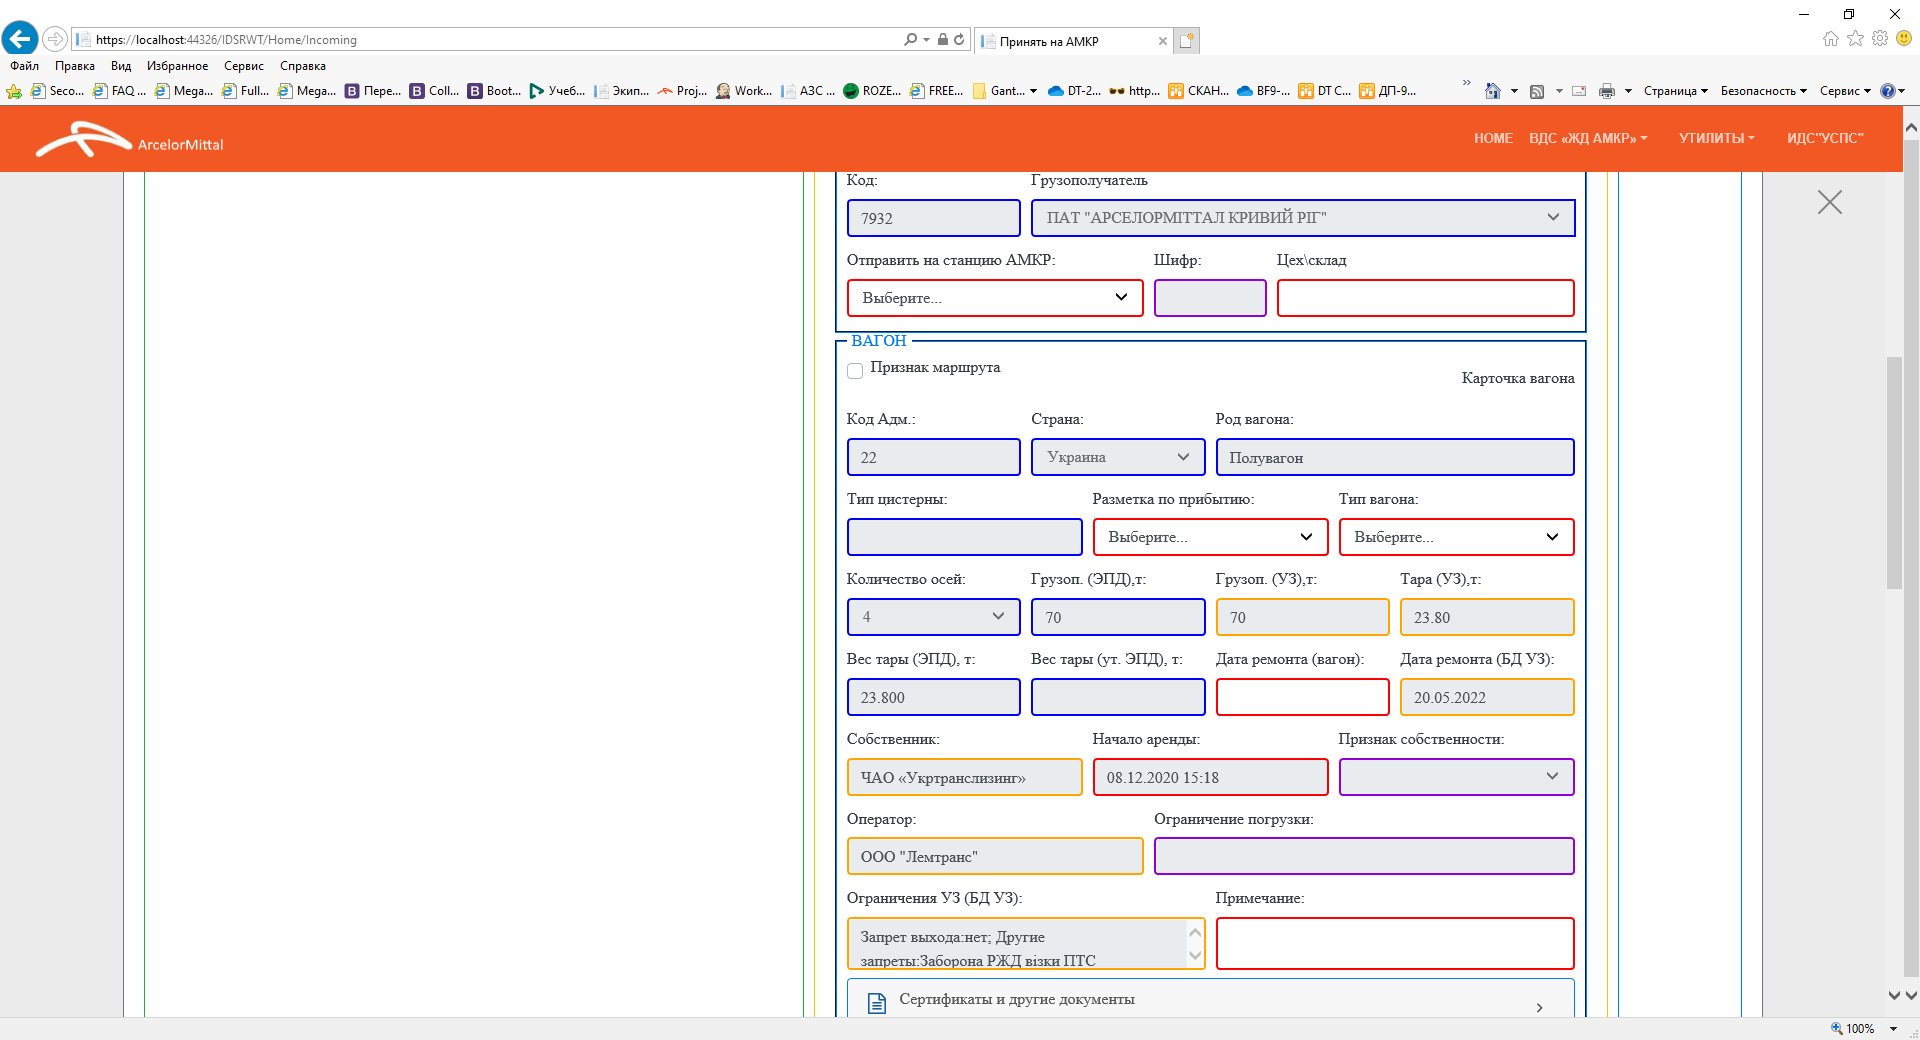 https://localhost:44326/IDSRWT/Home/Incoming
Принять на АМКР
Файл Правка Вид Избранное Сервис Справка
Seco... FAQ ... Mega... Full... Mega... Пере... Coll... Boot... Учеб... Экип... Proj... Work... АЗС ... ROZE... FREE... Gant... DT-2... http... СКАН... BF9-... DT C... ДП-9... Страница Безопасность Сервис
ArcelorMittal
HOME ВДС «ЖД АМКР» УТИЛИТЫ ИДС"УСПС"
Код: Грузополучатель
7932 ПАТ "АРСЕЛОРМІТТАЛ КРИВИЙ РІГ"
Отправить на станцию АМКР: Шифр: Цех\склад
Выберите...
ВАГОН
Признак маршрута
Карточка вагона
Код Адм.: Страна: Род вагона:
22 Украина Полувагон
Тип цистерны: Разметка по прибытию: Тип вагона:
Выберите... Выберите...
Количество осей: Грузоп. (ЭПД),т: Грузоп. (УЗ),т: Тара (УЗ),т:
4 70 70 23.80
Вес тары (ЭПД), т: Вес тары (ут. ЭПД), т: Дата ремонта (вагон): Дата ремонта (БД УЗ):
23.800 20.05.2022
Собственник: Начало аренды: Признак собственности:
ЧАО «Укртранслизинг» 08.12.2020 15:18
Оператор: Ограничение погрузки:
ООО "Лемтранс"
Ограничения УЗ (БД УЗ): Примечание:
Запрет выхода:нет; Другие
запреты:Заборона РЖД візки ПТС
Сертификаты и другие документы
100%